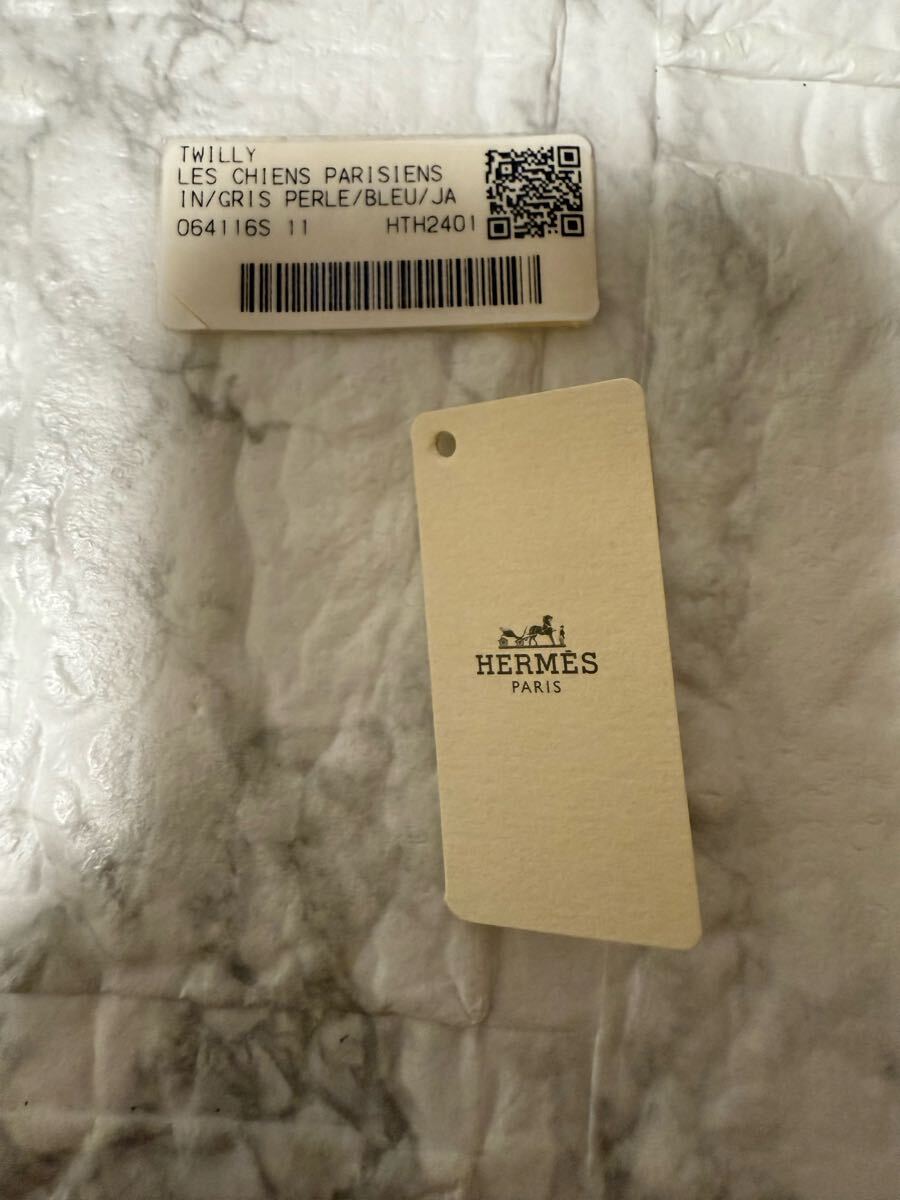 TWILLY
LES CHIENS PARISIENS
IN/GRIS PERLE/BLEU/JA
064116S 11 HTH2401
HERMÈS
PARIS